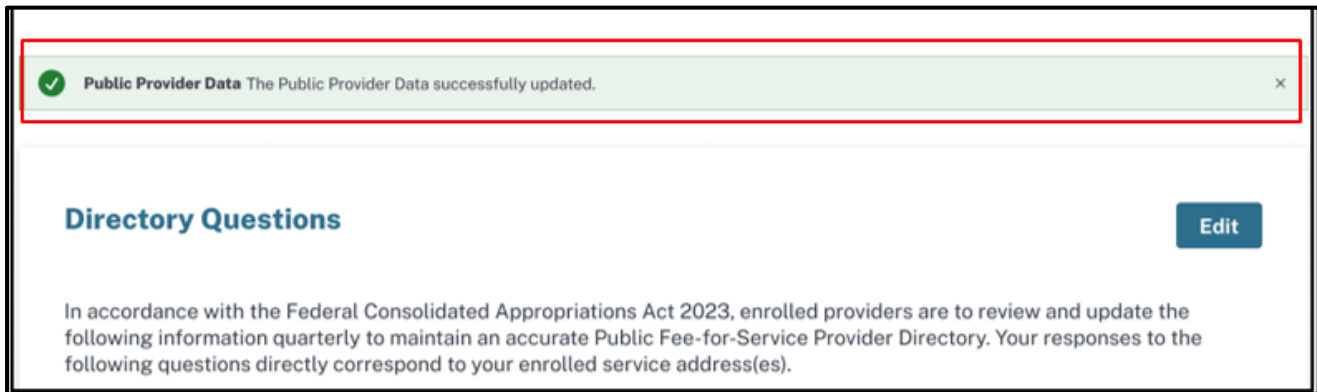 Public Provider Data The Public Provider Data successfully updated. ×
Directory Questions
Edit
In accordance with the Federal Consolidated Appropriations Act 2023, enrolled providers are to review and update the
following information quarterly to maintain an accurate Public Fee-for-Service Provider Directory. Your responses to the
following questions directly correspond to your enrolled service address(es).